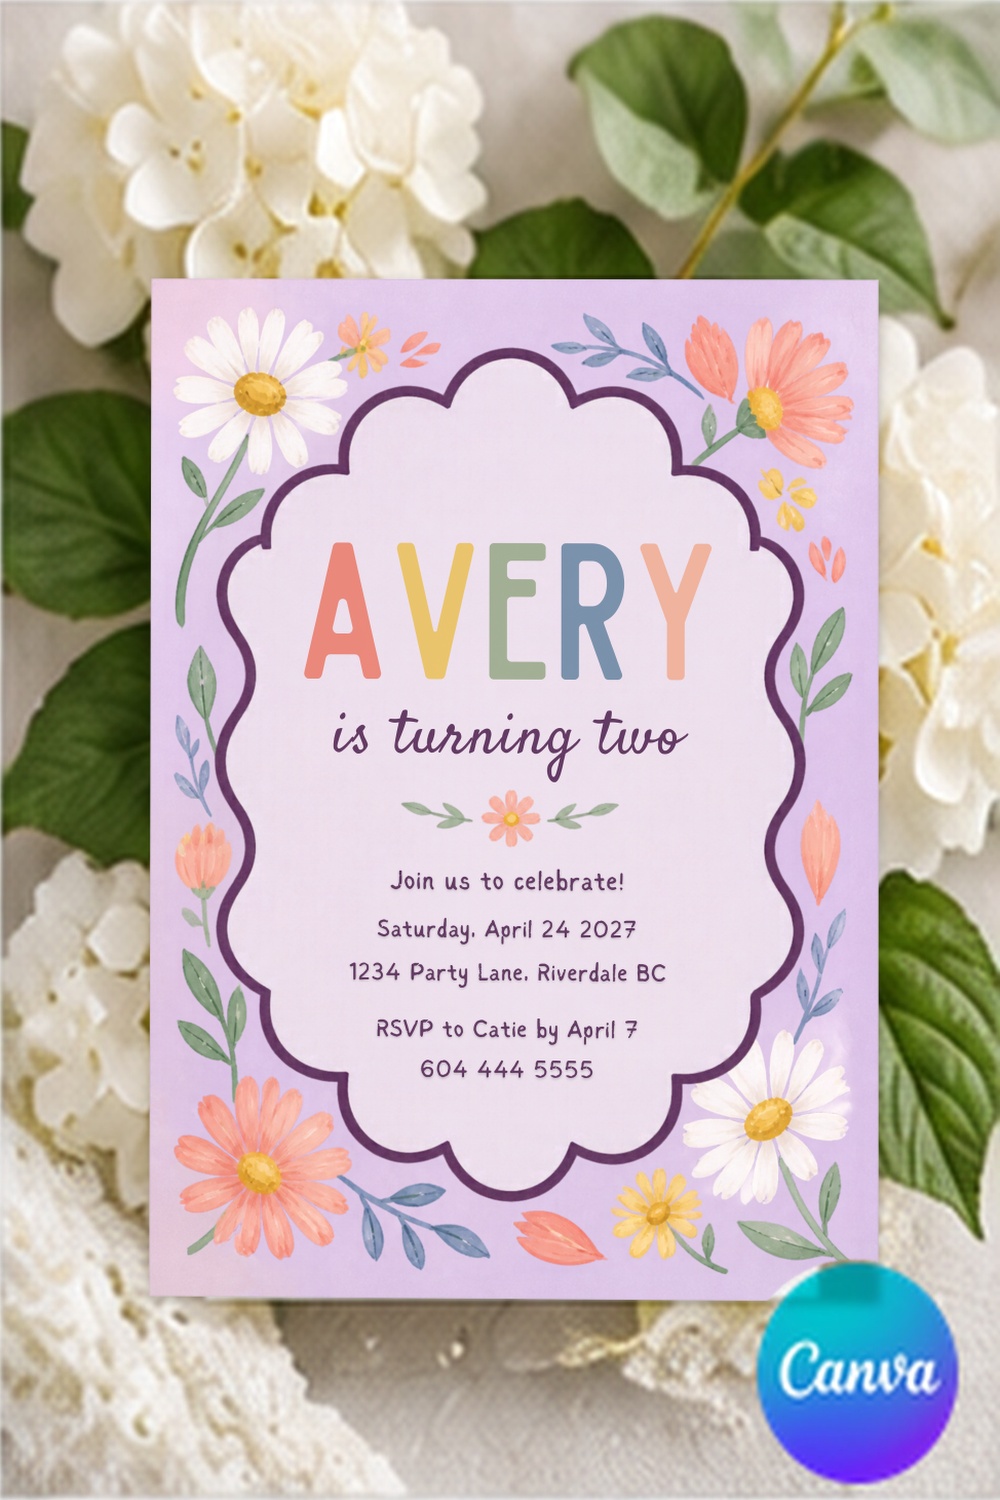 AVERY
is turning two
Join us to celebrate!
Saturday, April 24 2027
1234 Party Lane, Riverdale BC
RSVP to Catie by April 7
604 444 5555
Canva